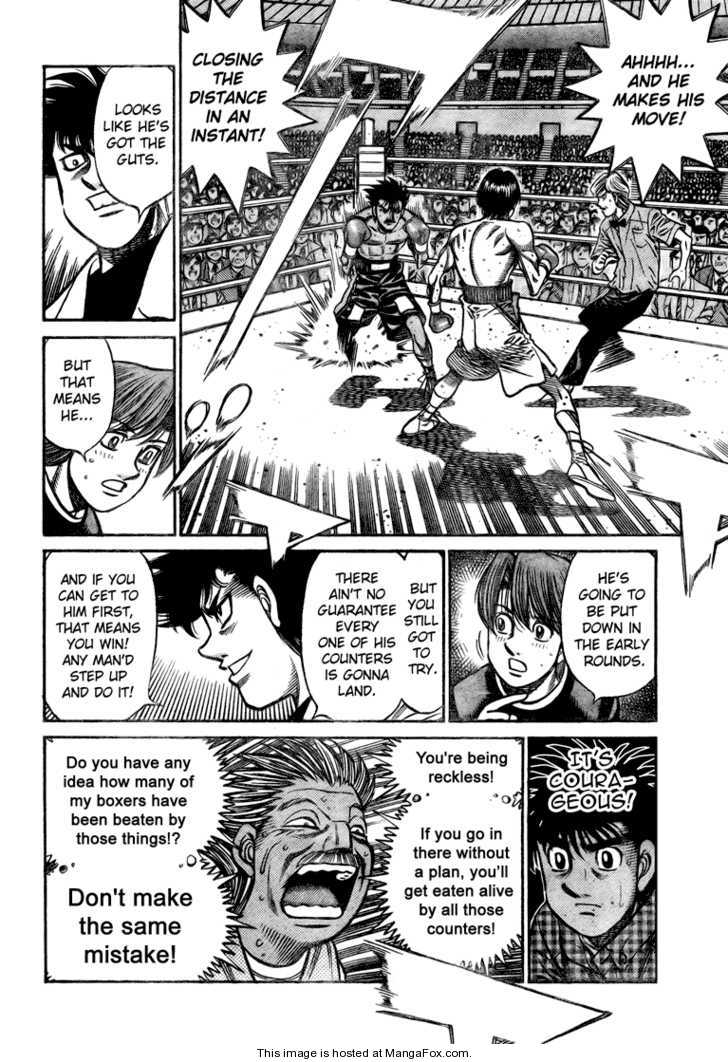 AHHHH...
AND HE
MAKES HIS
MOVE!
CLOSING
THE
DISTANCE
IN AN
INSTANT!
LOOKS
LIKE HE'S
GOT THE
GUTS.
BUT
THAT
MEANS
HE...
HE'S
GOING
TO BE
PUT DOWN
IN THE
EARLY
ROUNDS.
BUT
YOU
STILL
GOT
TO
TRY.
THERE
AIN'T NO
GUARANTEE
EVERY
ONE OF HIS
COUNTERS
IS GONNA
LAND.
AND IF YOU
CAN GET TO
HIM FIRST,
THAT MEANS
YOU WIN!
ANY MAN'D
STEP UP
AND DO IT!
IT'S
COURA-
GEOUS!
You're being
reckless!
If you go in
there without
a plan, you'll
get eaten alive
by all those
counters!
Do you have any
idea how many of
my boxers have
been beaten by
those things!?
Don't make
the same
mistake!
This image is hosted at MangaFox.com.